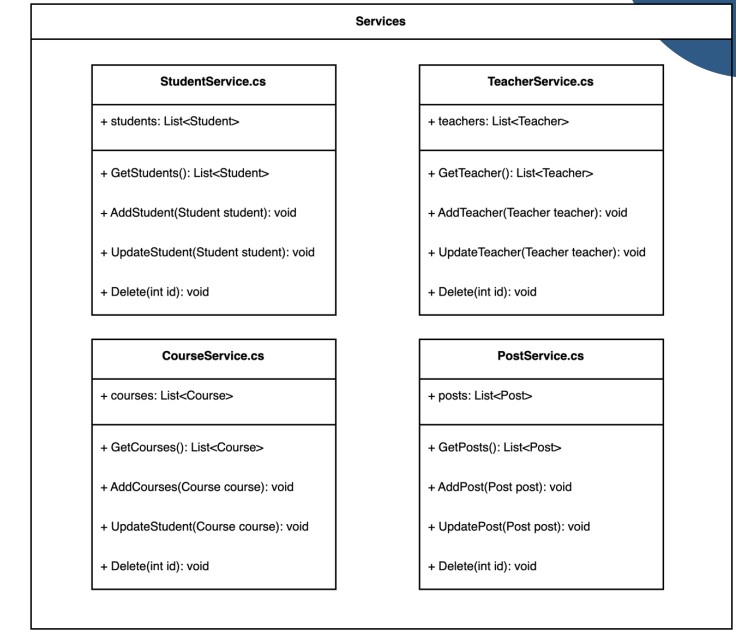 Services
StudentService.cs
+ students: List<Student>
+ GetStudents(): List<Student>
+ AddStudent(Student student): void
+ UpdateStudent(Student student): void
+ Delete(int id): void
TeacherService.cs
+ teachers: List<Teacher>
+ GetTeacher(): List<Teacher>
+ AddTeacher(Teacher teacher): void
+ UpdateTeacher(Teacher teacher): void
+ Delete(int id): void
CourseService.cs
+ courses: List<Course>
+ GetCourses(): List<Course>
+ AddCourses(Course course): void
+ UpdateStudent(Course course): void
+ Delete(int id): void
PostService.cs
+ posts: List<Post>
+ GetPosts(): List<Post>
+ AddPost(Post post): void
+ UpdatePost(Post post): void
+ Delete(int id): void